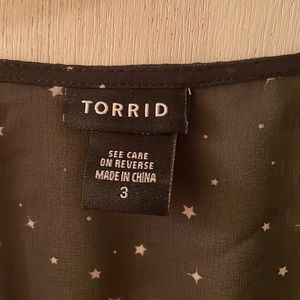 TORRID
SEE CARE
ON REVERSE
MADE IN CHINA
3